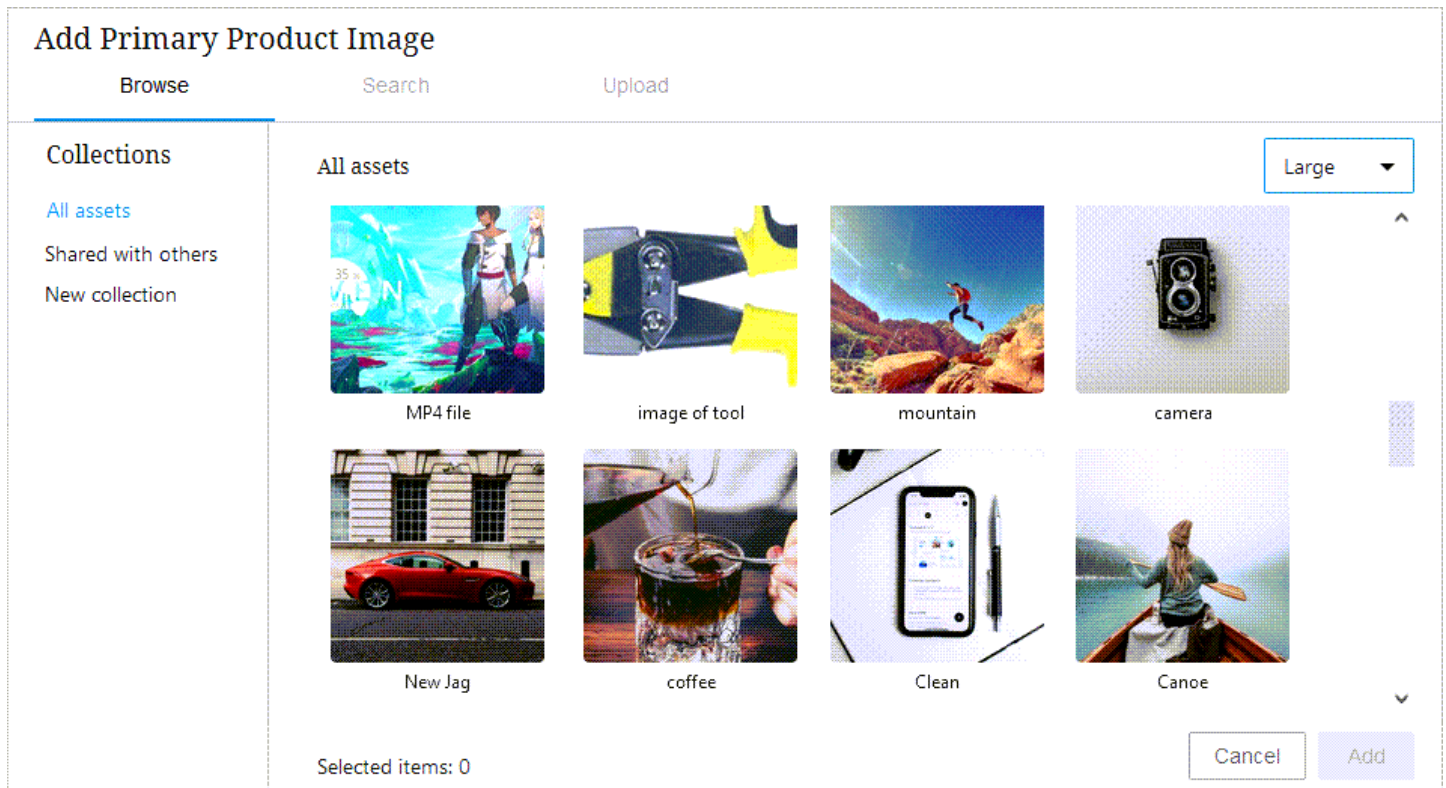 Add Primary Product Image
Browse Search Upload
Collections
All assets
Shared with others
New collection
All assets
Large
35
MP4 file image of tool mountain camera
New Jag coffee Clean Canoe
Selected items: 0
Cancel Add